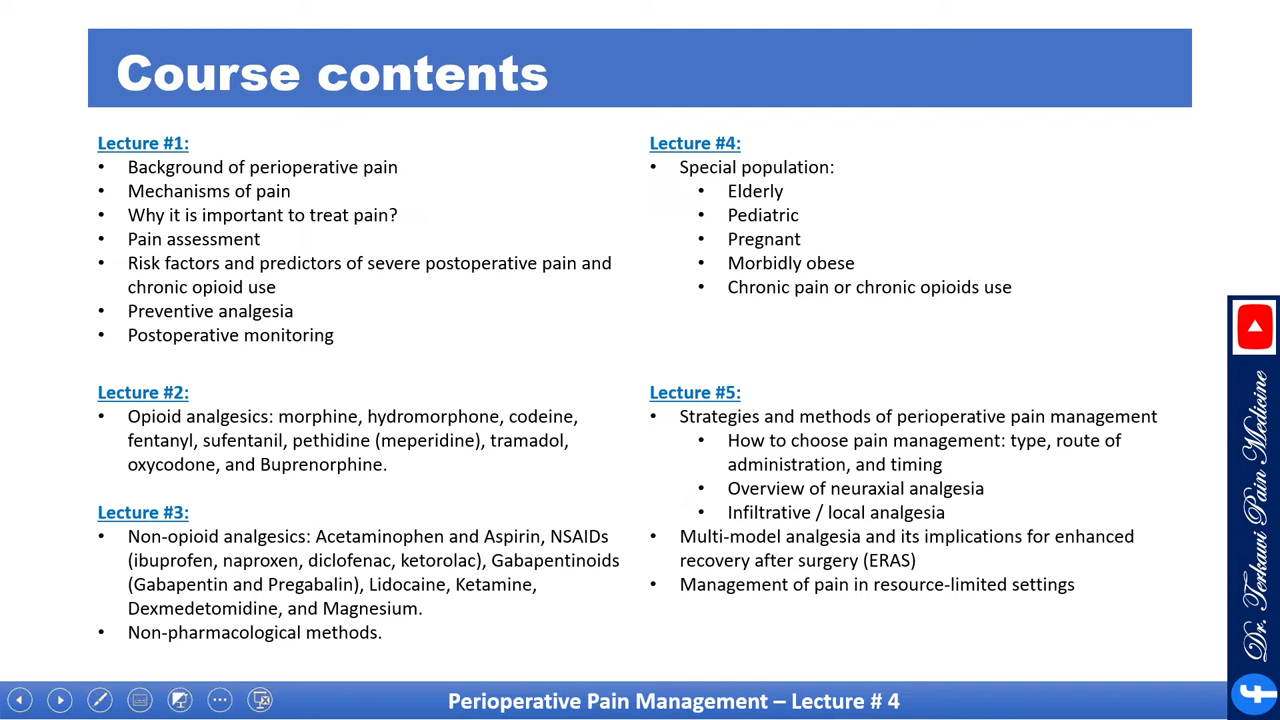 Course contents
Lecture #1:
• Background of perioperative pain
• Mechanisms of pain
• Why it is important to treat pain?
• Pain assessment
• Risk factors and predictors of severe postoperative pain and
chronic opioid use
• Preventive analgesia
• Postoperative monitoring
Lecture #2:
• Opioid analgesics: morphine, hydromorphone, codeine,
fentanyl, sufentanil, pethidine (meperidine), tramadol,
oxycodone, and Buprenorphine.
Lecture #3:
• Non-opioid analgesics: Acetaminophen and Aspirin, NSAIDs
(ibuprofen, naproxen, diclofenac, ketorolac), Gabapentinoids
(Gabapentin and Pregabalin), Lidocaine, Ketamine,
Dexmedetomidine, and Magnesium.
• Non-pharmacological methods.
Lecture #4:
• Special population:
• Elderly
• Pediatric
• Pregnant
• Morbidly obese
• Chronic pain or chronic opioids use
Lecture #5:
• Strategies and methods of perioperative pain management
• How to choose pain management: type, route of
administration, and timing
• Overview of neuraxial analgesia
• Infiltrative / local analgesia
• Multi-model analgesia and its implications for enhanced
recovery after surgery (ERAS)
• Management of pain in resource-limited settings
Dr. Terkawi Pain Medicine
Perioperative Pain Management – Lecture # 4